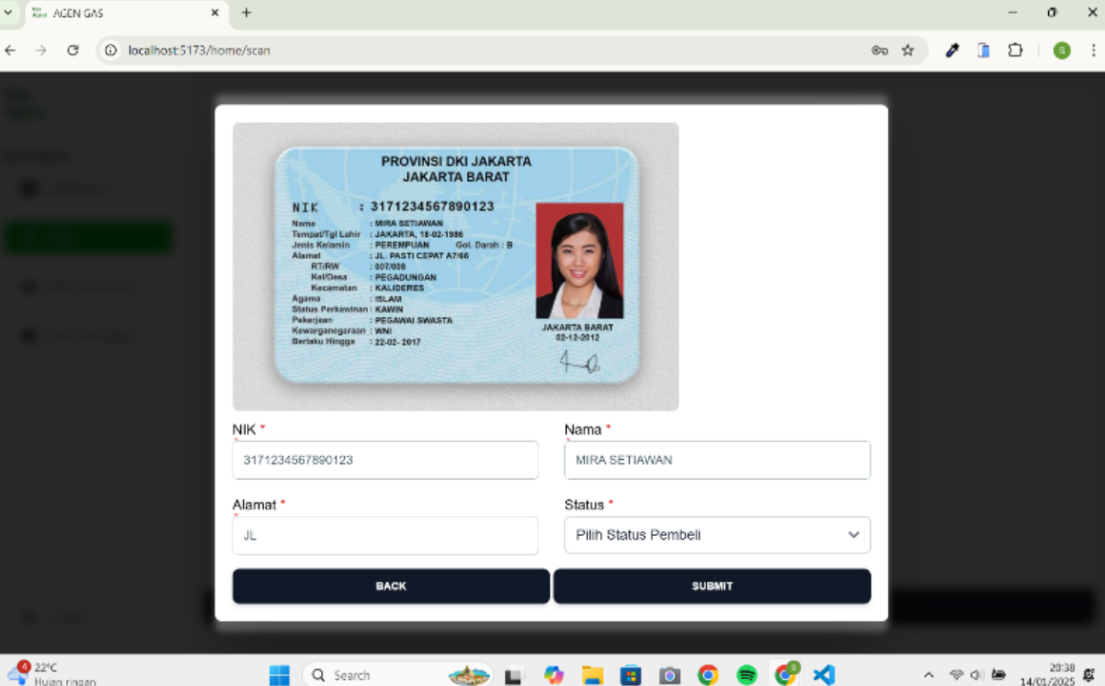 AGEN GAS
localhost:5173/home/scan
S
PROVINSI DKI JAKARTA
JAKARTA BARAT
NIK : 3171234567890123
Nama : MIRA SETIAWAN
Tempat/Tgl Lahir : JAKARTA, 18-02-1986
Jenis Kelamin : PEREMPUAN Gol. Darah : B
Alamat : JL. PASTI CEPAT A7/66
RT/RW : 007/008
Kel/Desa : PEGADUNGAN
Kecamatan : KALIDERES
Agama : ISLAM
Status Perkawinan : KAWIN
Pekerjaan : PEGAWAI SWASTA
Kewarganegaraan : WNI
Berlaku Hingga : 22-02- 2017
JAKARTA BARAT
02-12-2012
NIK *
3171234567890123
Nama *
MIRA SETIAWAN
Alamat *
JL
Status *
Pilih Status Pembeli
BACK
SUBMIT
4
22°C
Hujan ringan
Search
20:38
14/01/2025